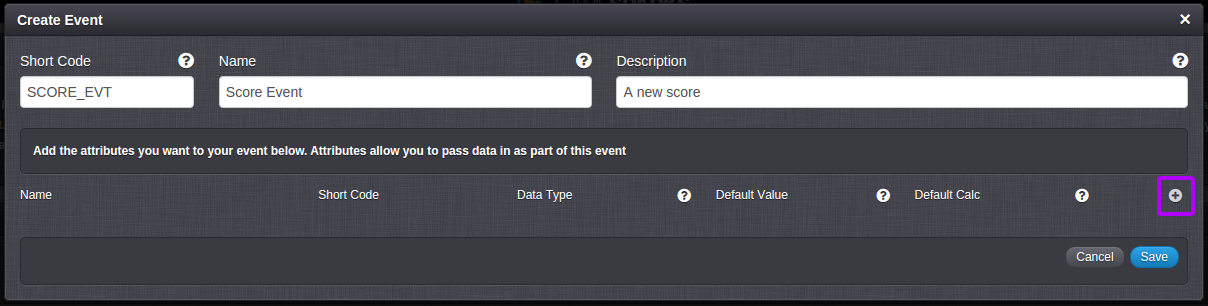 Create Event
Short Code Name Description
SCORE_EVT Score Event A new score
Add the attributes you want to your event below. Attributes allow you to pass data in as part of this event
Name Short Code Data Type Default Value Default Calc
Cancel Save